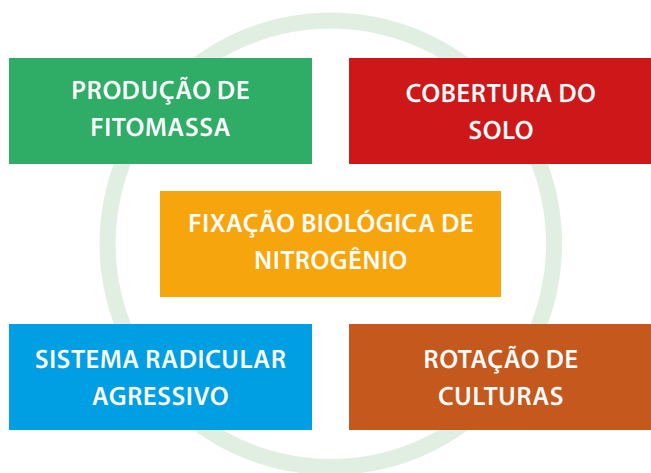 PRODUÇÃO DE
FITOMASSA
COBERTURA DO
SOLO
FIXAÇÃO BIOLÓGICA DE
NITROGÊNIO
SISTEMA RADICULAR
AGRESSIVO
ROTAÇÃO DE
CULTURAS